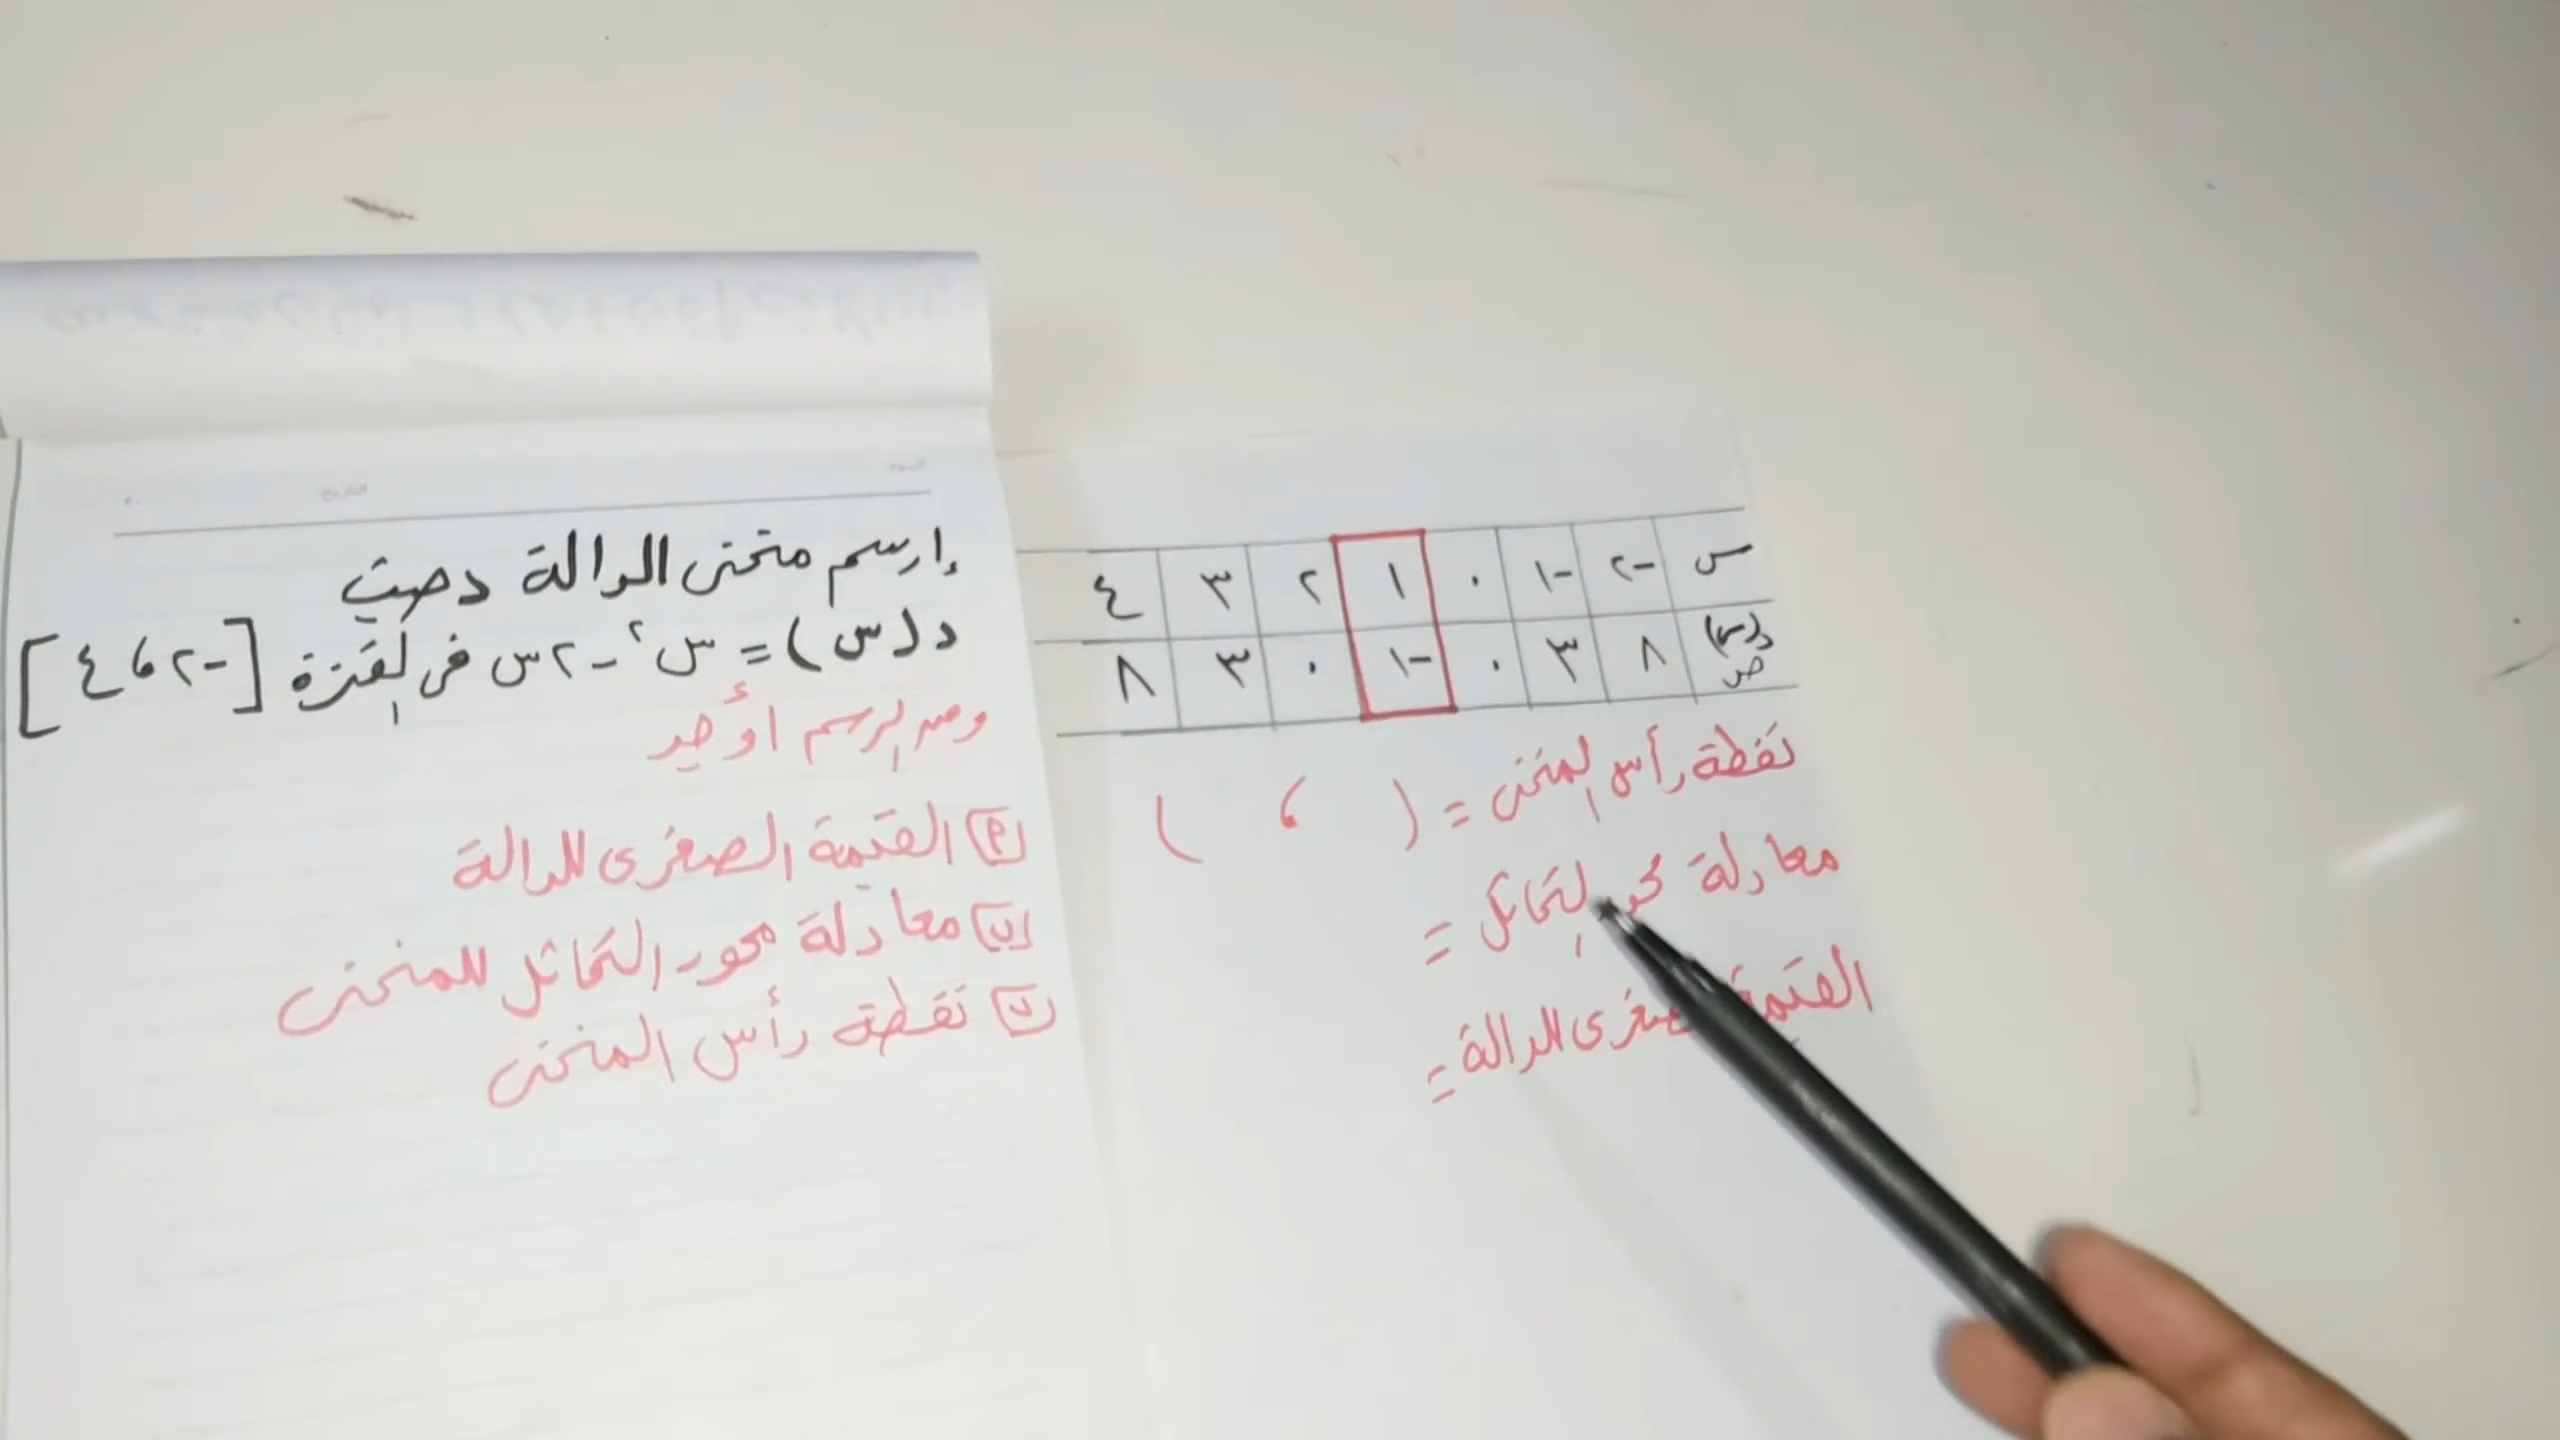 إرسم منحنى الدالة د حيث
د (س) = س٢ - ٢س فى الفترة [-٢ ، ٤]
ومن الرسم أوجد
أ القيمة الصغرى للدالة
ب معادلة محور التماثل للمنحنى
نقطة رأس المنحنى
س -٢ -١ ٠ ١ ٢ ٣ ٤
د(س) ص ٨ ٣ ٠ -١ ٠ ٣ ٨
نقطة رأس المنحنى = ( ، )
معادلة محور التماثل =
القيمة الصغرى للدالة =